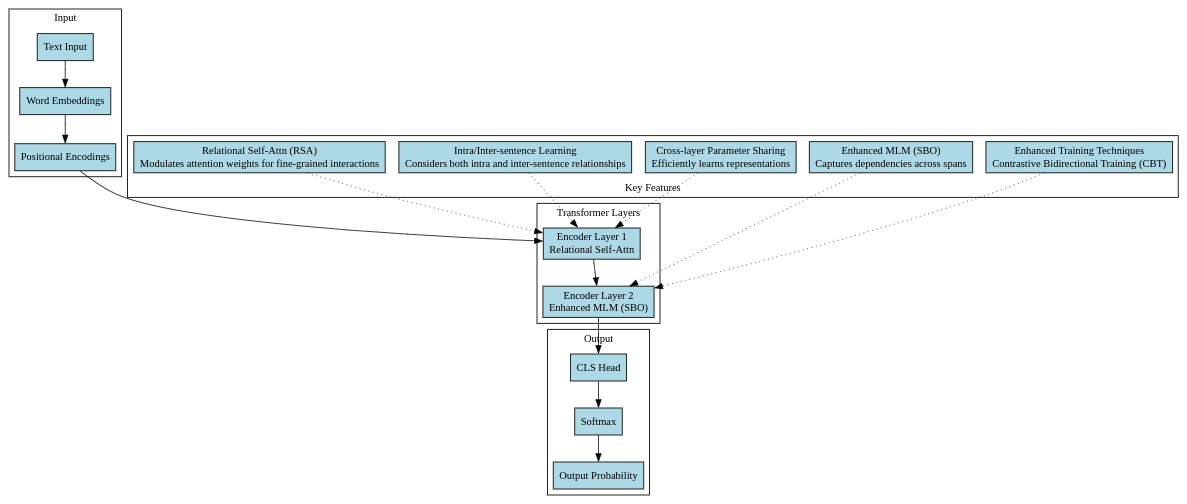 Input
Text Input
Word Embeddings
Positional Encodings
Relational Self-Attn (RSA)
Modulates attention weights for fine-grained interactions
Intra/Inter-sentence Learning
Considers both intra and inter-sentence relationships
Cross-layer Parameter Sharing
Efficiently learns representations
Enhanced MLM (SBO)
Captures dependencies across spans
Enhanced Training Techniques
Contrastive Bidirectional Training (CBT)
Key Features
Transformer Layers
Encoder Layer 1
Relational Self-Attn
Encoder Layer 2
Enhanced MLM (SBO)
Output
CLS Head
Softmax
Output Probability